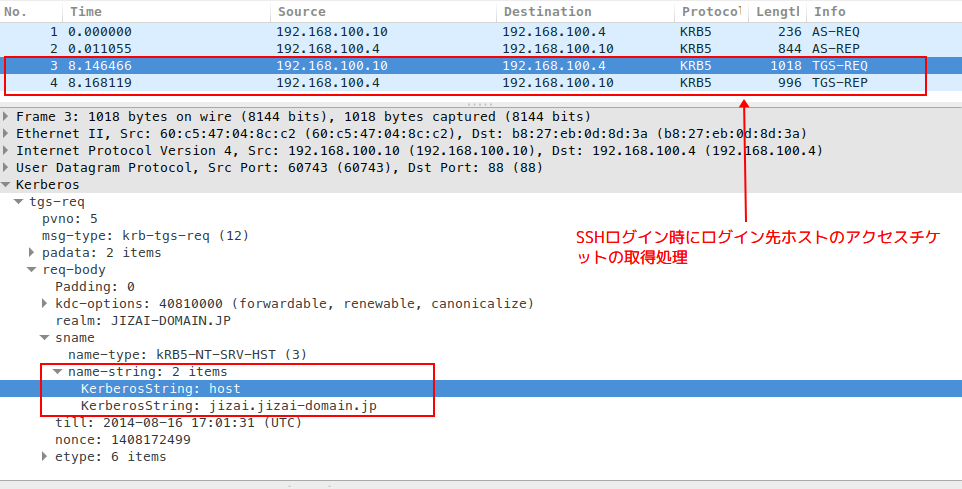 No. Time Source Destination Protocol Length Info
1 0.000000 192.168.100.10 192.168.100.4 KRB5 236 AS-REQ
2 0.011055 192.168.100.4 192.168.100.10 KRB5 844 AS-REP
3 8.146466 192.168.100.10 192.168.100.4 KRB5 1018 TGS-REQ
4 8.168119 192.168.100.4 192.168.100.10 KRB5 996 TGS-REP
Frame 3: 1018 bytes on wire (8144 bits), 1018 bytes captured (8144 bits)
Ethernet II, Src: 60:c5:47:04:8c:c2 (60:c5:47:04:8c:c2), Dst: b8:27:eb:0d:8d:3a (b8:27:eb:0d:8d:3a)
Internet Protocol Version 4, Src: 192.168.100.10 (192.168.100.10), Dst: 192.168.100.4 (192.168.100.4)
User Datagram Protocol, Src Port: 60743 (60743), Dst Port: 88 (88)
Kerberos
tgs-req
pvno: 5
msg-type: krb-tgs-req (12)
padata: 2 items
req-body
Padding: 0
kdc-options: 40810000 (forwardable, renewable, canonicalize)
realm: JIZAI-DOMAIN.JP
sname
name-type: kRB5-NT-SRV-HST (3)
name-string: 2 items
KerberosString: host
KerberosString: jizai.jizai-domain.jp
till: 2014-08-16 17:01:31 (UTC)
nonce: 1408172499
etype: 6 items
SSHログイン時にログイン先ホストのアクセスチケ
ットの取得処理